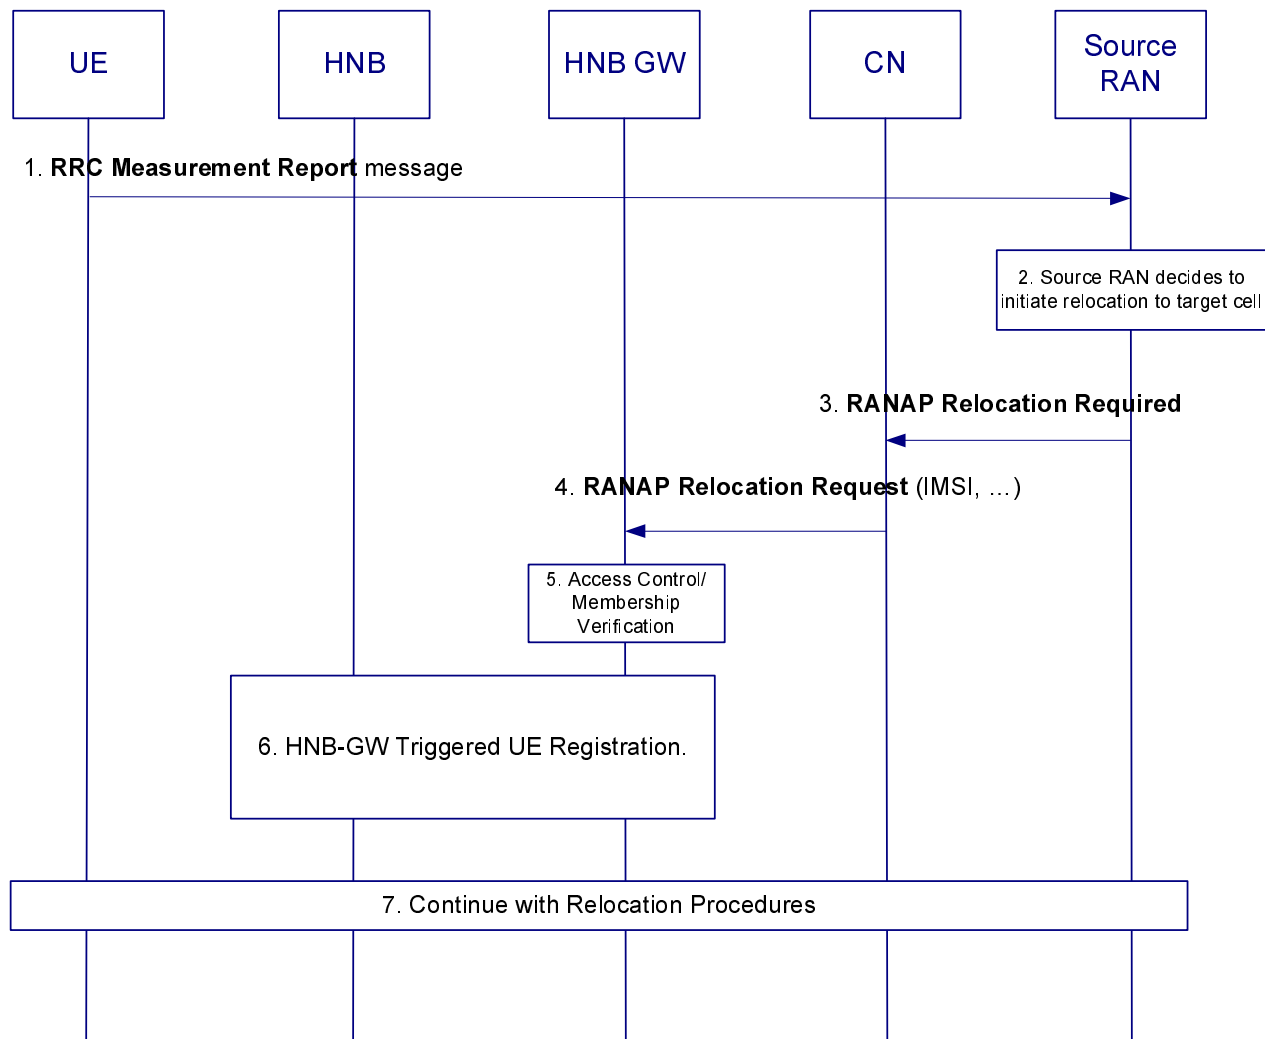 UE
HNB
HNB GW
CN
Source
RAN
1. RRC Measurement Report message
2. Source RAN decides to
initiate relocation to target cell
3. RANAP Relocation Required
4. RANAP Relocation Request (IMSI, ...)
5. Access Control/
Membership
Verification
6. HNB-GW Triggered UE Registration.
7. Continue with Relocation Procedures